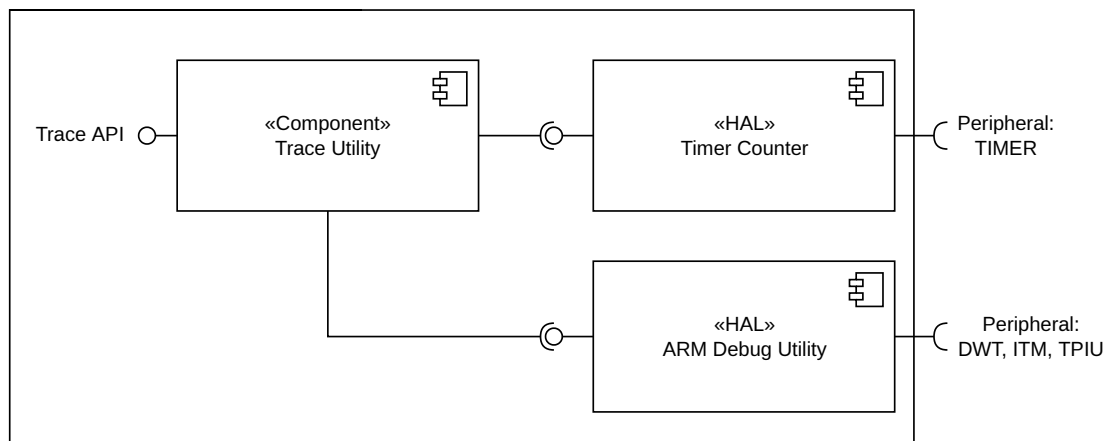 Trace API
«Component»
Trace Utility
«HAL»
Timer Counter
Peripheral:
TIMER
«HAL»
ARM Debug Utility
Peripheral:
DWT, ITM, TPIU